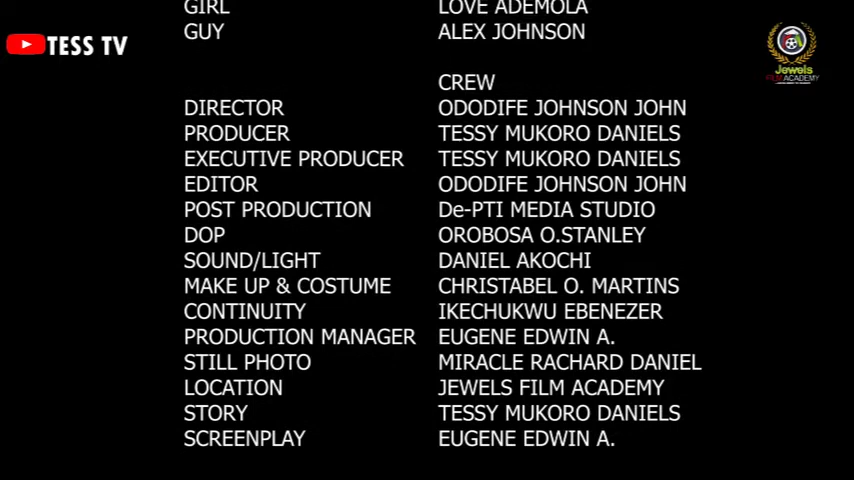 GIRL LOVE ADEMOLA
GUY ALEX JOHNSON
TESS TV
Jewels
FILM ACADEMY
CREW
DIRECTOR ODODIFE JOHNSON JOHN
PRODUCER TESSY MUKORO DANIELS
EXECUTIVE PRODUCER TESSY MUKORO DANIELS
EDITOR ODODIFE JOHNSON JOHN
POST PRODUCTION De-PTI MEDIA STUDIO
DOP OROBOSA O.STANLEY
SOUND/LIGHT DANIEL AKOCHI
MAKE UP & COSTUME CHRISTABEL O. MARTINS
CONTINUITY IKECHUKWU EBENEZER
PRODUCTION MANAGER EUGENE EDWIN A.
STILL PHOTO MIRACLE RACHARD DANIEL
LOCATION JEWELS FILM ACADEMY
STORY TESSY MUKORO DANIELS
SCREENPLAY EUGENE EDWIN A.